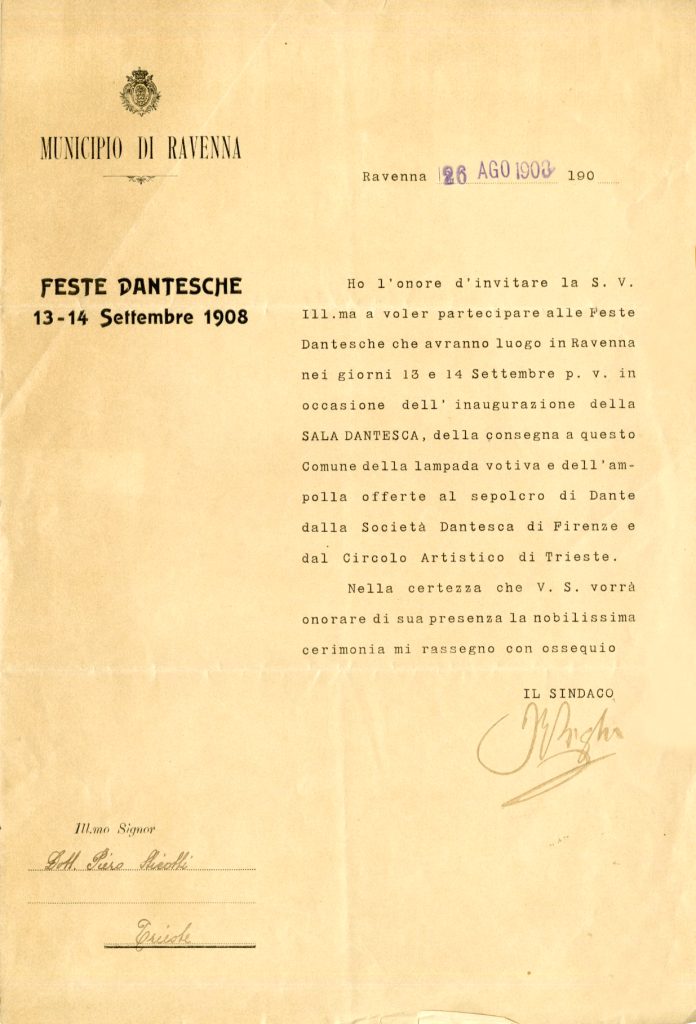 MUNICIPIO DI RAVENNA
Ravenna 26 AGO 1908 190
FESTE DANTESCHE
13-14 Settembre 1908
Ho l'onore d'invitare la S. V.
Ill.ma a voler partecipare alle Feste
Dantesche che avranno luogo in Ravenna
nei giorni 13 e 14 Settembre p. v. in
occasione dell'inaugurazione della
SALA DANTESCA, della consegna a questo
Comune della lampada votiva e dell'am-
polla offerte al sepolcro di Dante
dalla Società Dantesca di Firenze e
dal Circolo Artistico di Trieste.
Nella certezza che V. S. vorrà
onorare di sua presenza la nobilissima
cerimonia mi rassegno con ossequio
IL SINDACO
Ill.mo Signor
Dott. Piero Sticotti
Trieste